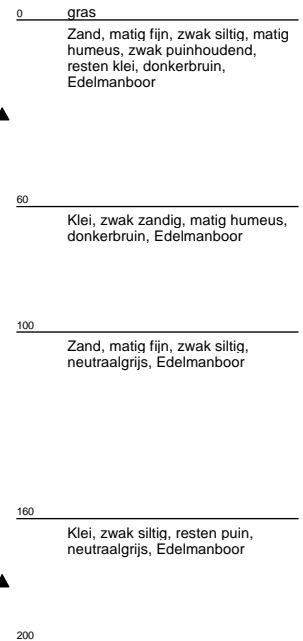 0 gras
Zand, matig fijn, zwak siltig, matig
humeus, zwak puinhoudend,
resten klei, donkerbruin,
Edelmanboor
60
Klei, zwak zandig, matig humeus,
donkerbruin, Edelmanboor
100
Zand, matig fijn, zwak siltig,
neutraalgrijs, Edelmanboor
160
Klei, zwak siltig, resten puin,
neutraalgrijs, Edelmanboor
200